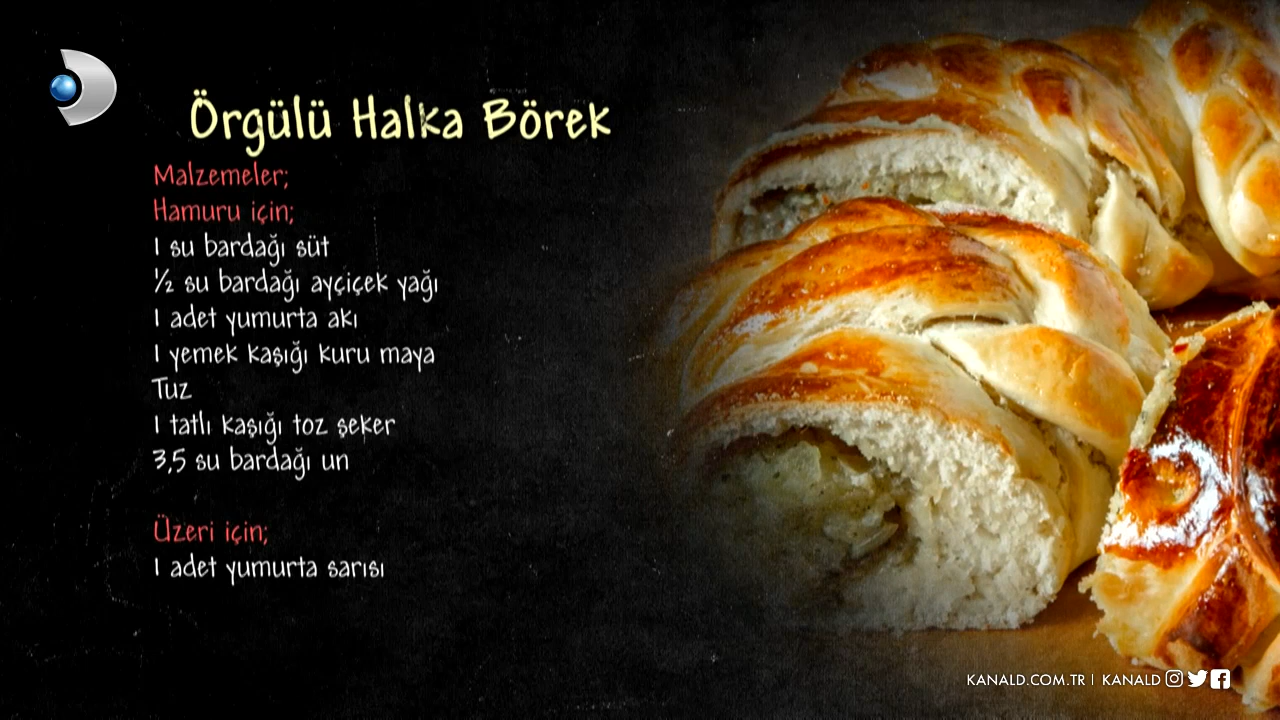 Örgülü Halka Börek
Malzemeler;
Hamuru için;
1 su bardağı süt
½ su bardağı ayçiçek yağı
1 adet yumurta akı
1 yemek kaşığı kuru maya
Tuz
1 tatlı kaşığı toz şeker
3,5 su bardağı un
Üzeri için;
1 adet yumurta sarısı
KANALD.COM.TR | KANALD